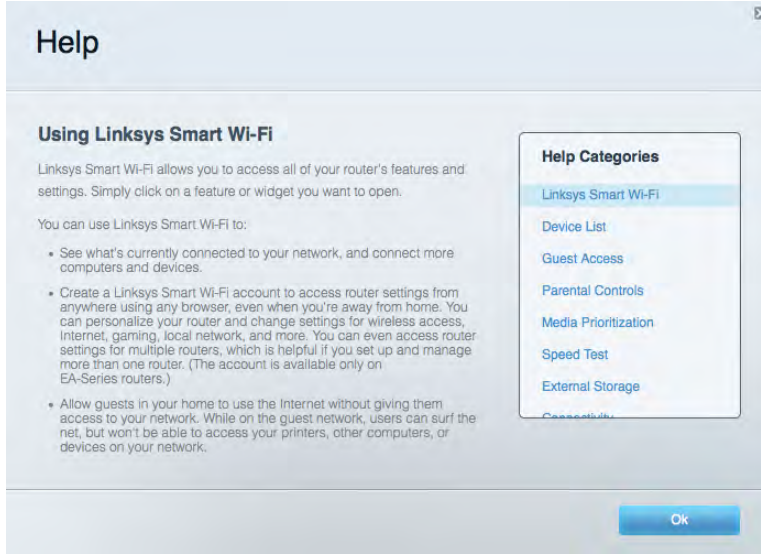 Help
Using Linksys Smart Wi-Fi
Linksys Smart Wi-Fi allows you to access all of your router's features and
settings. Simply click on a feature or widget you want to open.
You can use Linksys Smart Wi-Fi to:
• See what's currently connected to your network, and connect more
computers and devices.
• Create a Linksys Smart Wi-Fi account to access router settings from
anywhere using any browser, even when you're away from home. You
can personalize your router and change settings for wireless access,
Internet, gaming, local network, and more. You can even access router
settings for multiple routers, which is helpful if you set up and manage
more than one router. (The account is available only on
EA-Series routers.)
• Allow guests in your home to use the Internet without giving them
access to your network. While on the guest network, users can surf the
net, but won't be able to access your printers, other computers, or
devices on your network.
Help Categories
Linksys Smart Wi-Fi
Device List
Guest Access
Parental Controls
Media Prioritization
Speed Test
External Storage
Connectivity
Ok